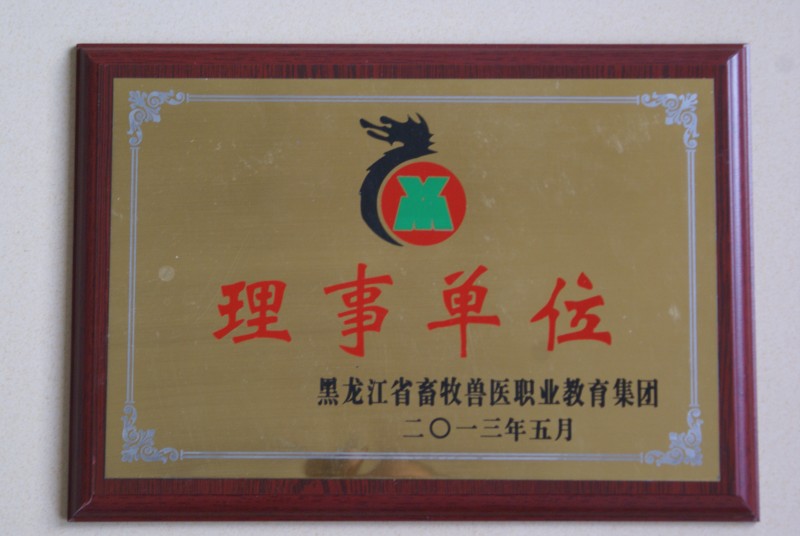 理事单位
黑龙江省畜牧兽医职业教育集团
二〇一三年五月